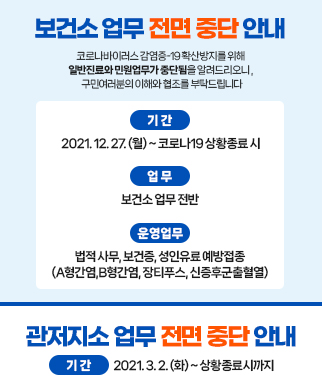 보건소 업무 전면 중단 안내
코로나바이러스 감염증-19 확산방지를 위해
일반진료와 민원업무가 중단됨을 알려드리오니,
구민여러분의 이해와 협조를 부탁드립니다
기 간
2021. 12. 27. (월) ~ 코로나19 상황종료 시
업 무
보건소 업무 전반
운영업무
법적 사무, 보건증, 성인유료 예방접종
(A형간염,B형간염, 장티푸스, 신증후군출혈열)
관저지소 업무 전면 중단 안내
기 간 2021. 3. 2. (화) ~ 상황종료시까지